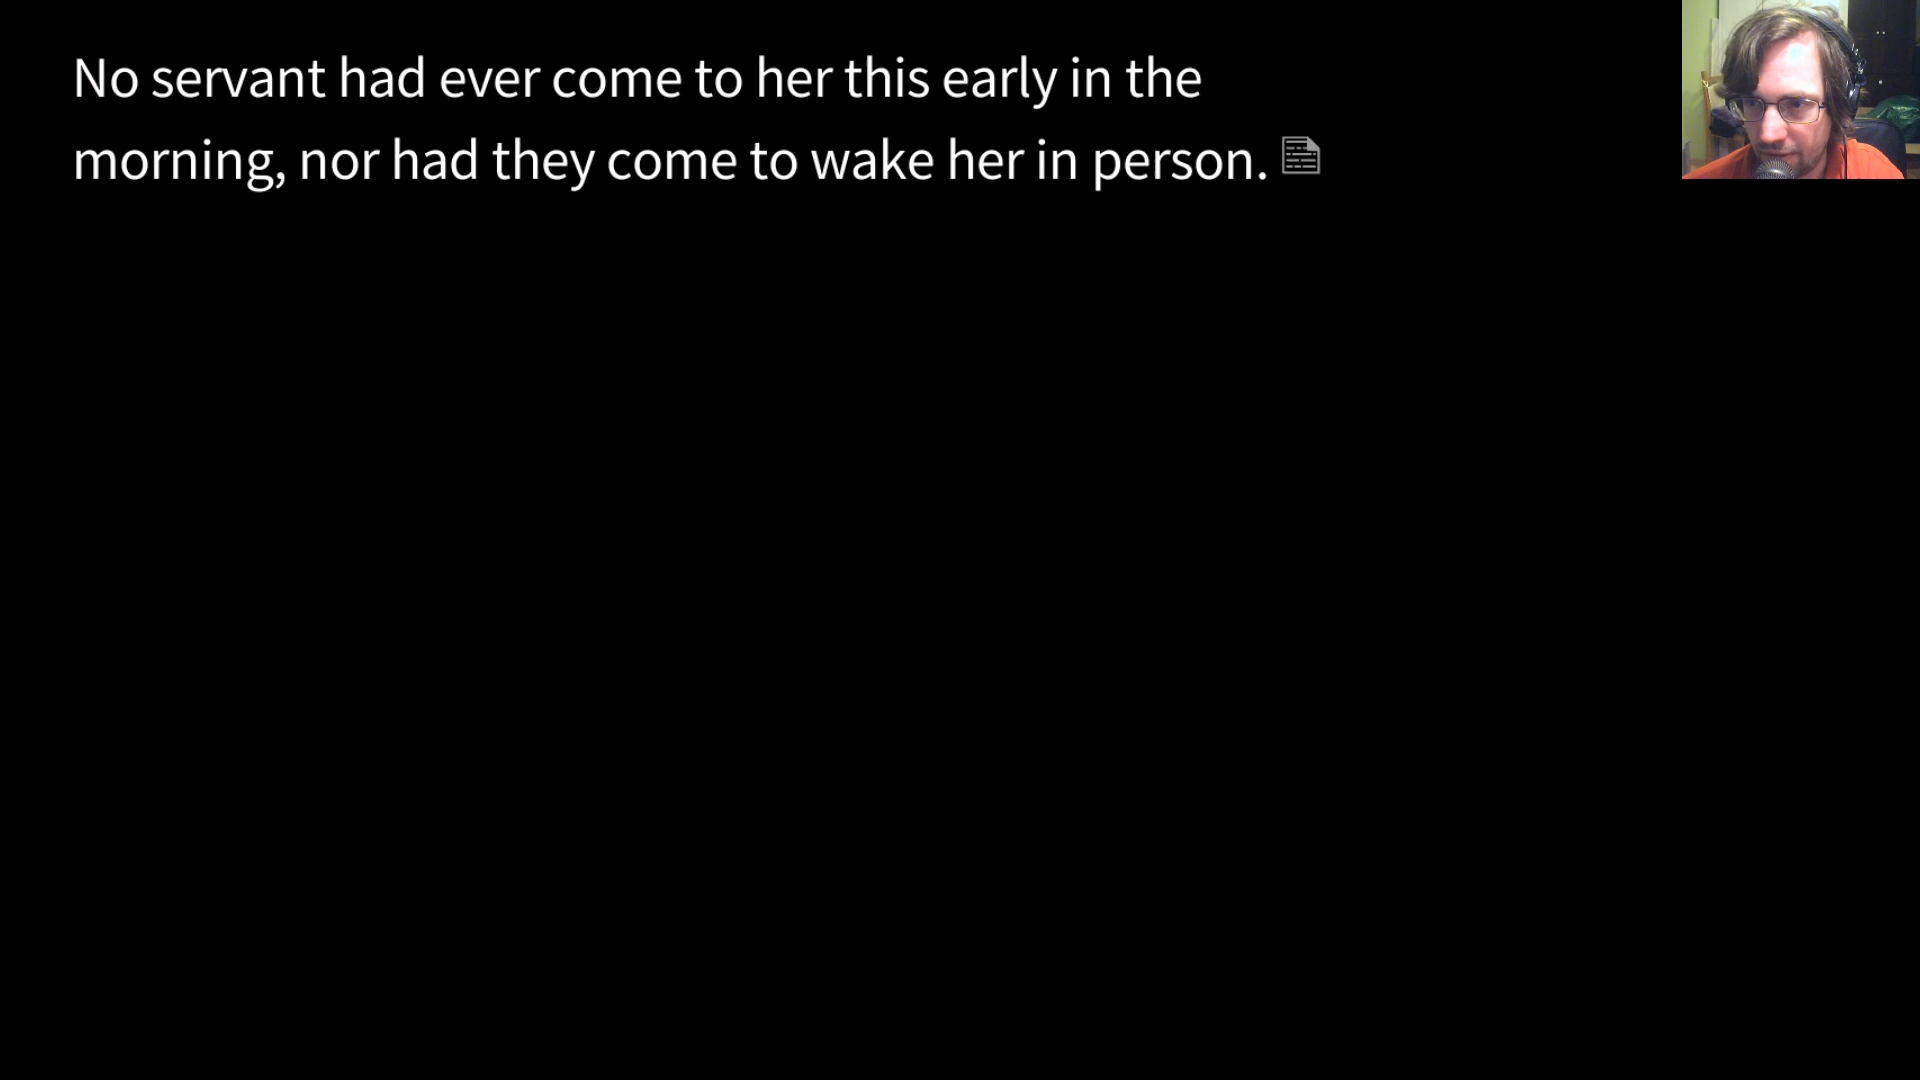 No servant had ever come to her this early in the
morning, nor had they come to wake her in person.